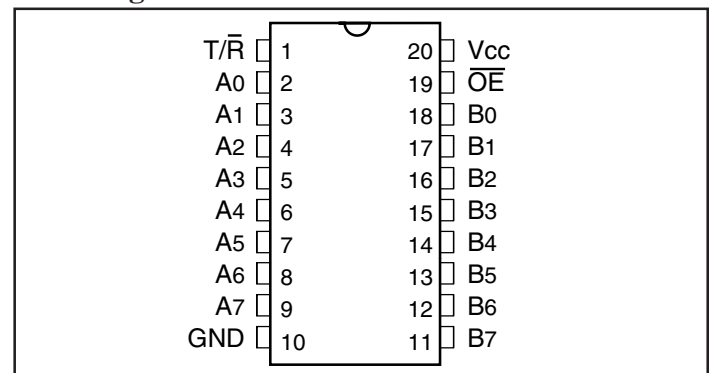 T/R̅ 1 20 Vcc
A0 2 19 O̅E̅
A1 3 18 B0
A2 4 17 B1
A3 5 16 B2
A4 6 15 B3
A5 7 14 B4
A6 8 13 B5
A7 9 12 B6
GND 10 11 B7